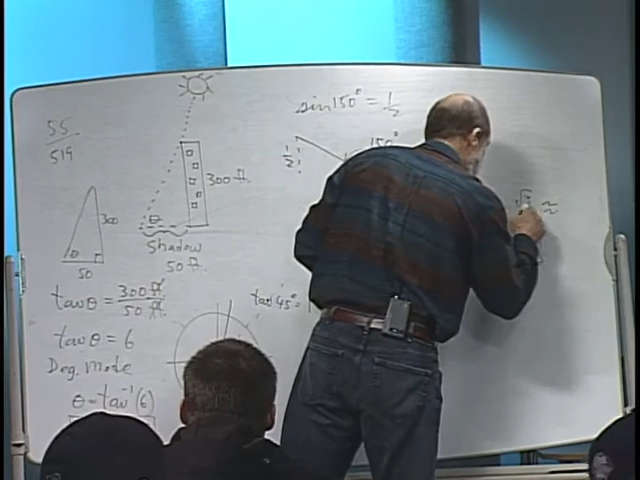 55
519
300 ft.
θ
Shadow
50 ft.
300
θ
50
tan θ = 300 ft / 50 ft
tan θ = 6
Deg. Mode
θ = tan⁻¹(6)
sin 150° = 1/2
150°
1/2
tan 45° = 1